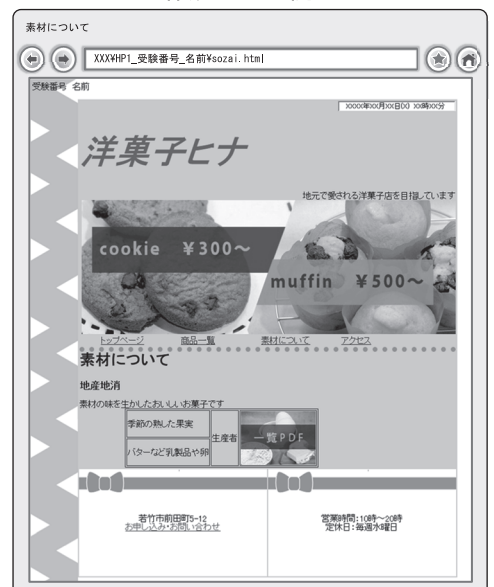 素材について
XXX¥HP1_受験番号_名前¥sozai.html
受験番号 名前
xxxx年xx月xx日(X) xx時xx分
洋菓子ヒナ
地元で愛される洋菓子店を目指しています
cookie ¥300～
muffin ¥500～
トップページ 商品一覧 素材について アクセス
素材について
地産地消
素材の味を生かしたおいしいお菓子です
季節の熟した果実
バターなど乳製品や卵
生産者
一覧PDF
若竹市前田町5-12
お申し込み・お問い合わせ
営業時間:10時～20時
定休日:毎週水曜日